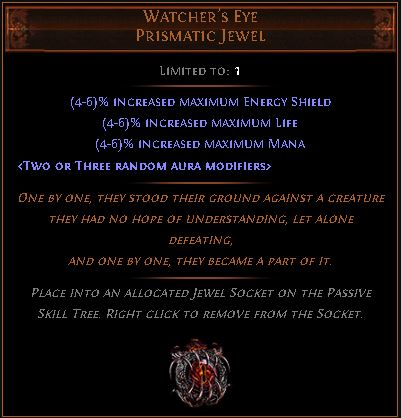 Watcher's Eye
Prismatic Jewel
Limited to: 1
(4-6)% increased maximum Energy Shield
(4-6)% increased maximum Life
(4-6)% increased maximum Mana
<Two or Three random aura modifiers>
One by one, they stood their ground against a creature
they had no hope of understanding, let alone
defeating,
and one by one, they became a part of it.
Place into an allocated Jewel Socket on the Passive
Skill Tree. Right click to remove from the Socket.